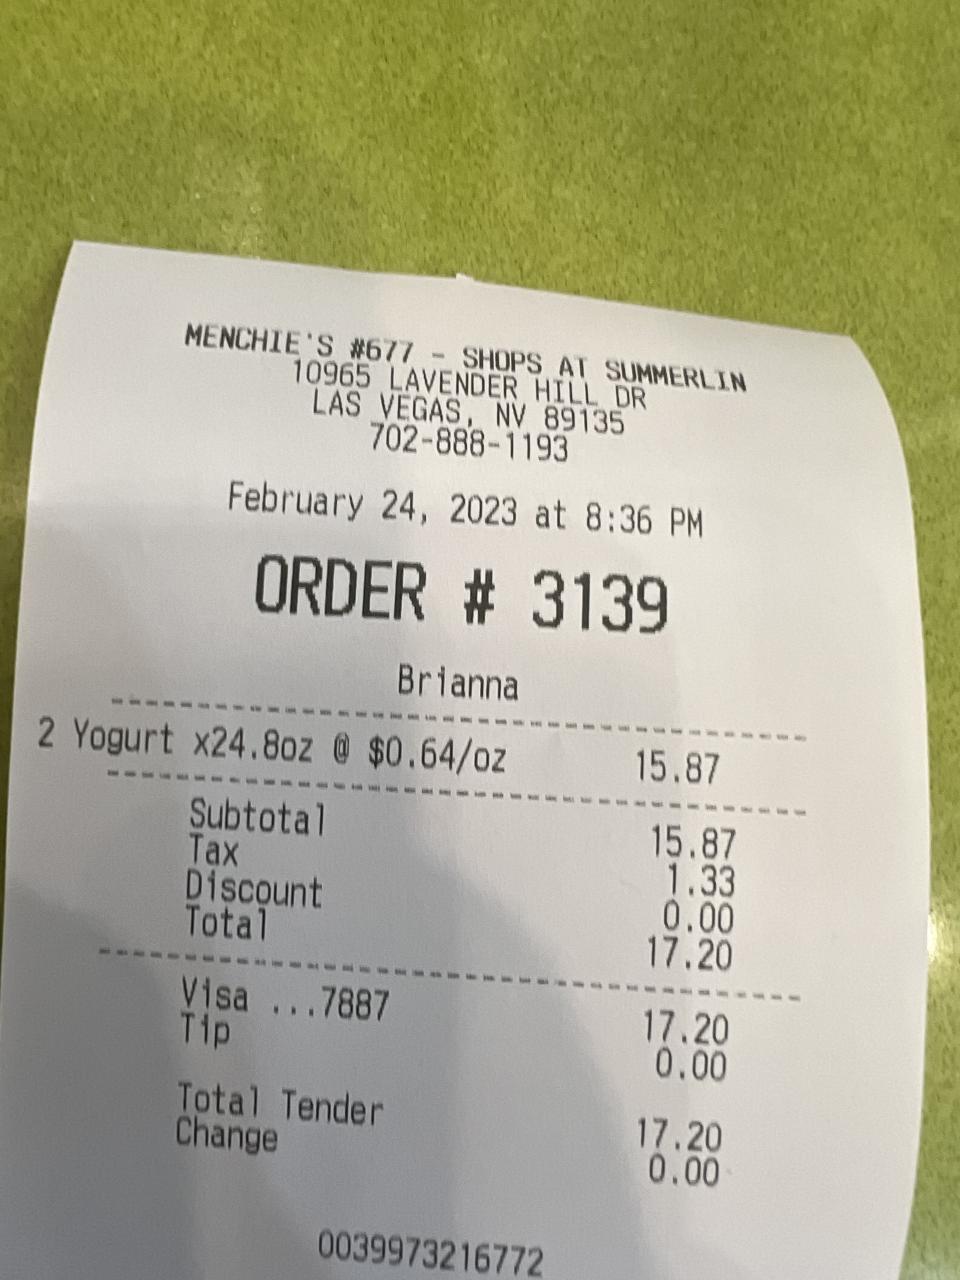 MENCHIE'S #677 - SHOPS AT SUMMERLIN
10965 LAVENDER HILL DR
LAS VEGAS, NV 89135
702-888-1193
February 24, 2023 at 8:36 PM
ORDER # 3139
Brianna
2 Yogurt x24.8oz @ $0.64/oz 15.87
Subtotal 15.87
Tax 1.33
Discount 0.00
Total 17.20
Visa ...7887 17.20
Tip 0.00
Total Tender 17.20
Change 0.00
0039973216772